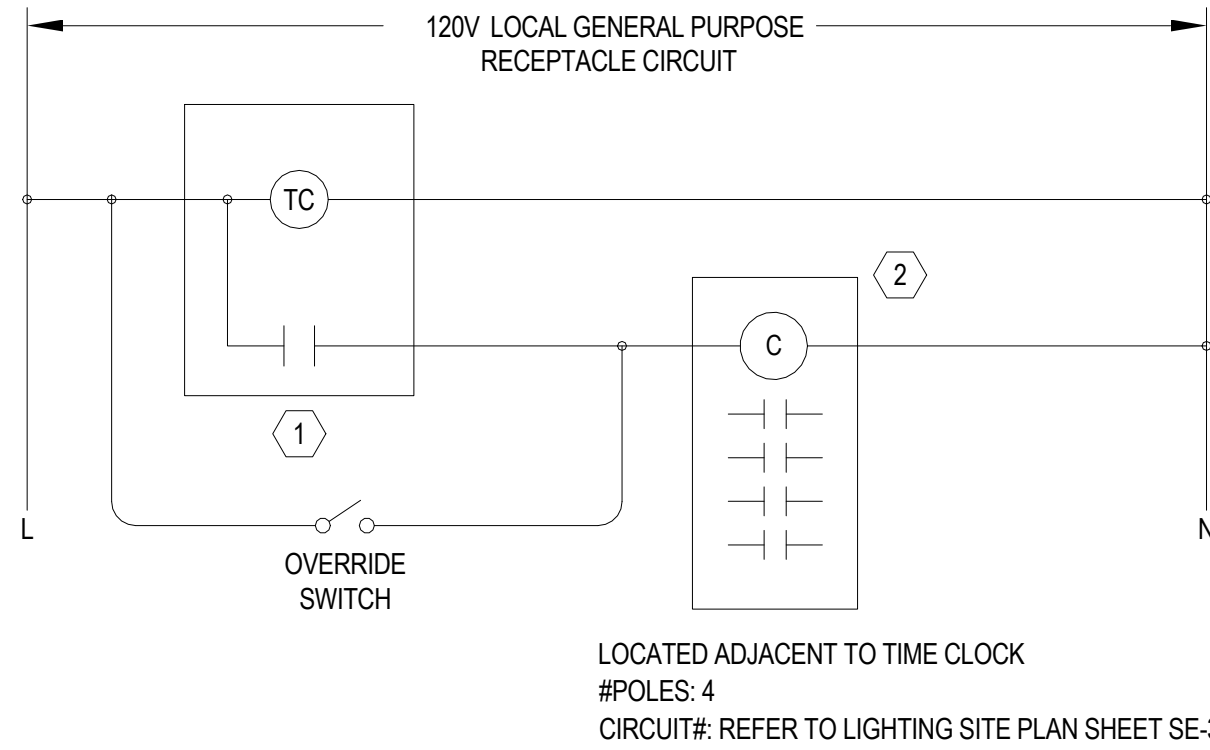 120V LOCAL GENERAL PURPOSE
RECEPTACLE CIRCUIT
TC
2
C
1
L
N
OVERRIDE
SWITCH
LOCATED ADJACENT TO TIME CLOCK
#POLES: 4
CIRCUIT#: REFER TO LIGHTING SITE PLAN SHEET